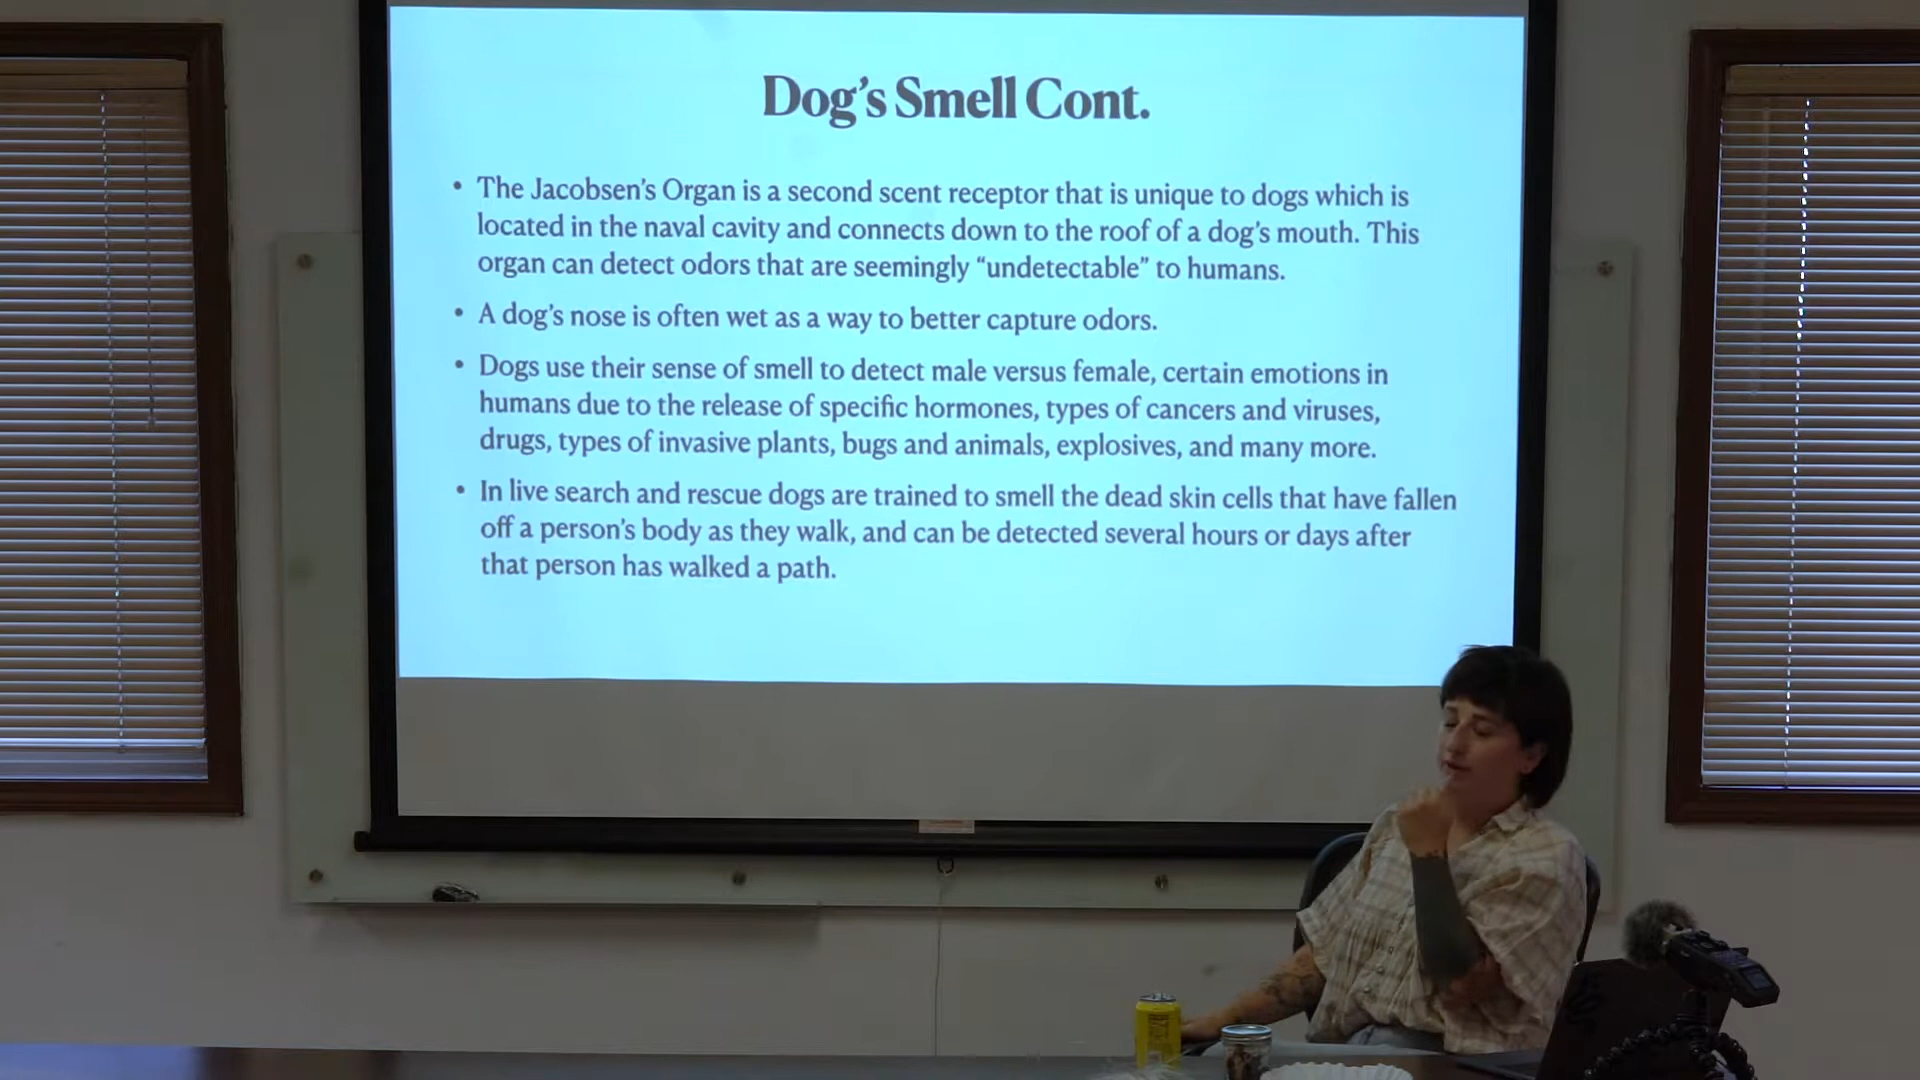 Dog's Smell Cont.
• The Jacobsen's Organ is a second scent receptor that is unique to dogs which is
located in the naval cavity and connects down to the roof of a dog's mouth. This
organ can detect odors that are seemingly “undetectable” to humans.
• A dog's nose is often wet as a way to better capture odors.
• Dogs use their sense of smell to detect male versus female, certain emotions in
humans due to the release of specific hormones, types of cancers and viruses,
drugs, types of invasive plants, bugs and animals, explosives, and many more.
• In live search and rescue dogs are trained to smell the dead skin cells that have fallen
off a person's body as they walk, and can be detected several hours or days after
that person has walked a path.